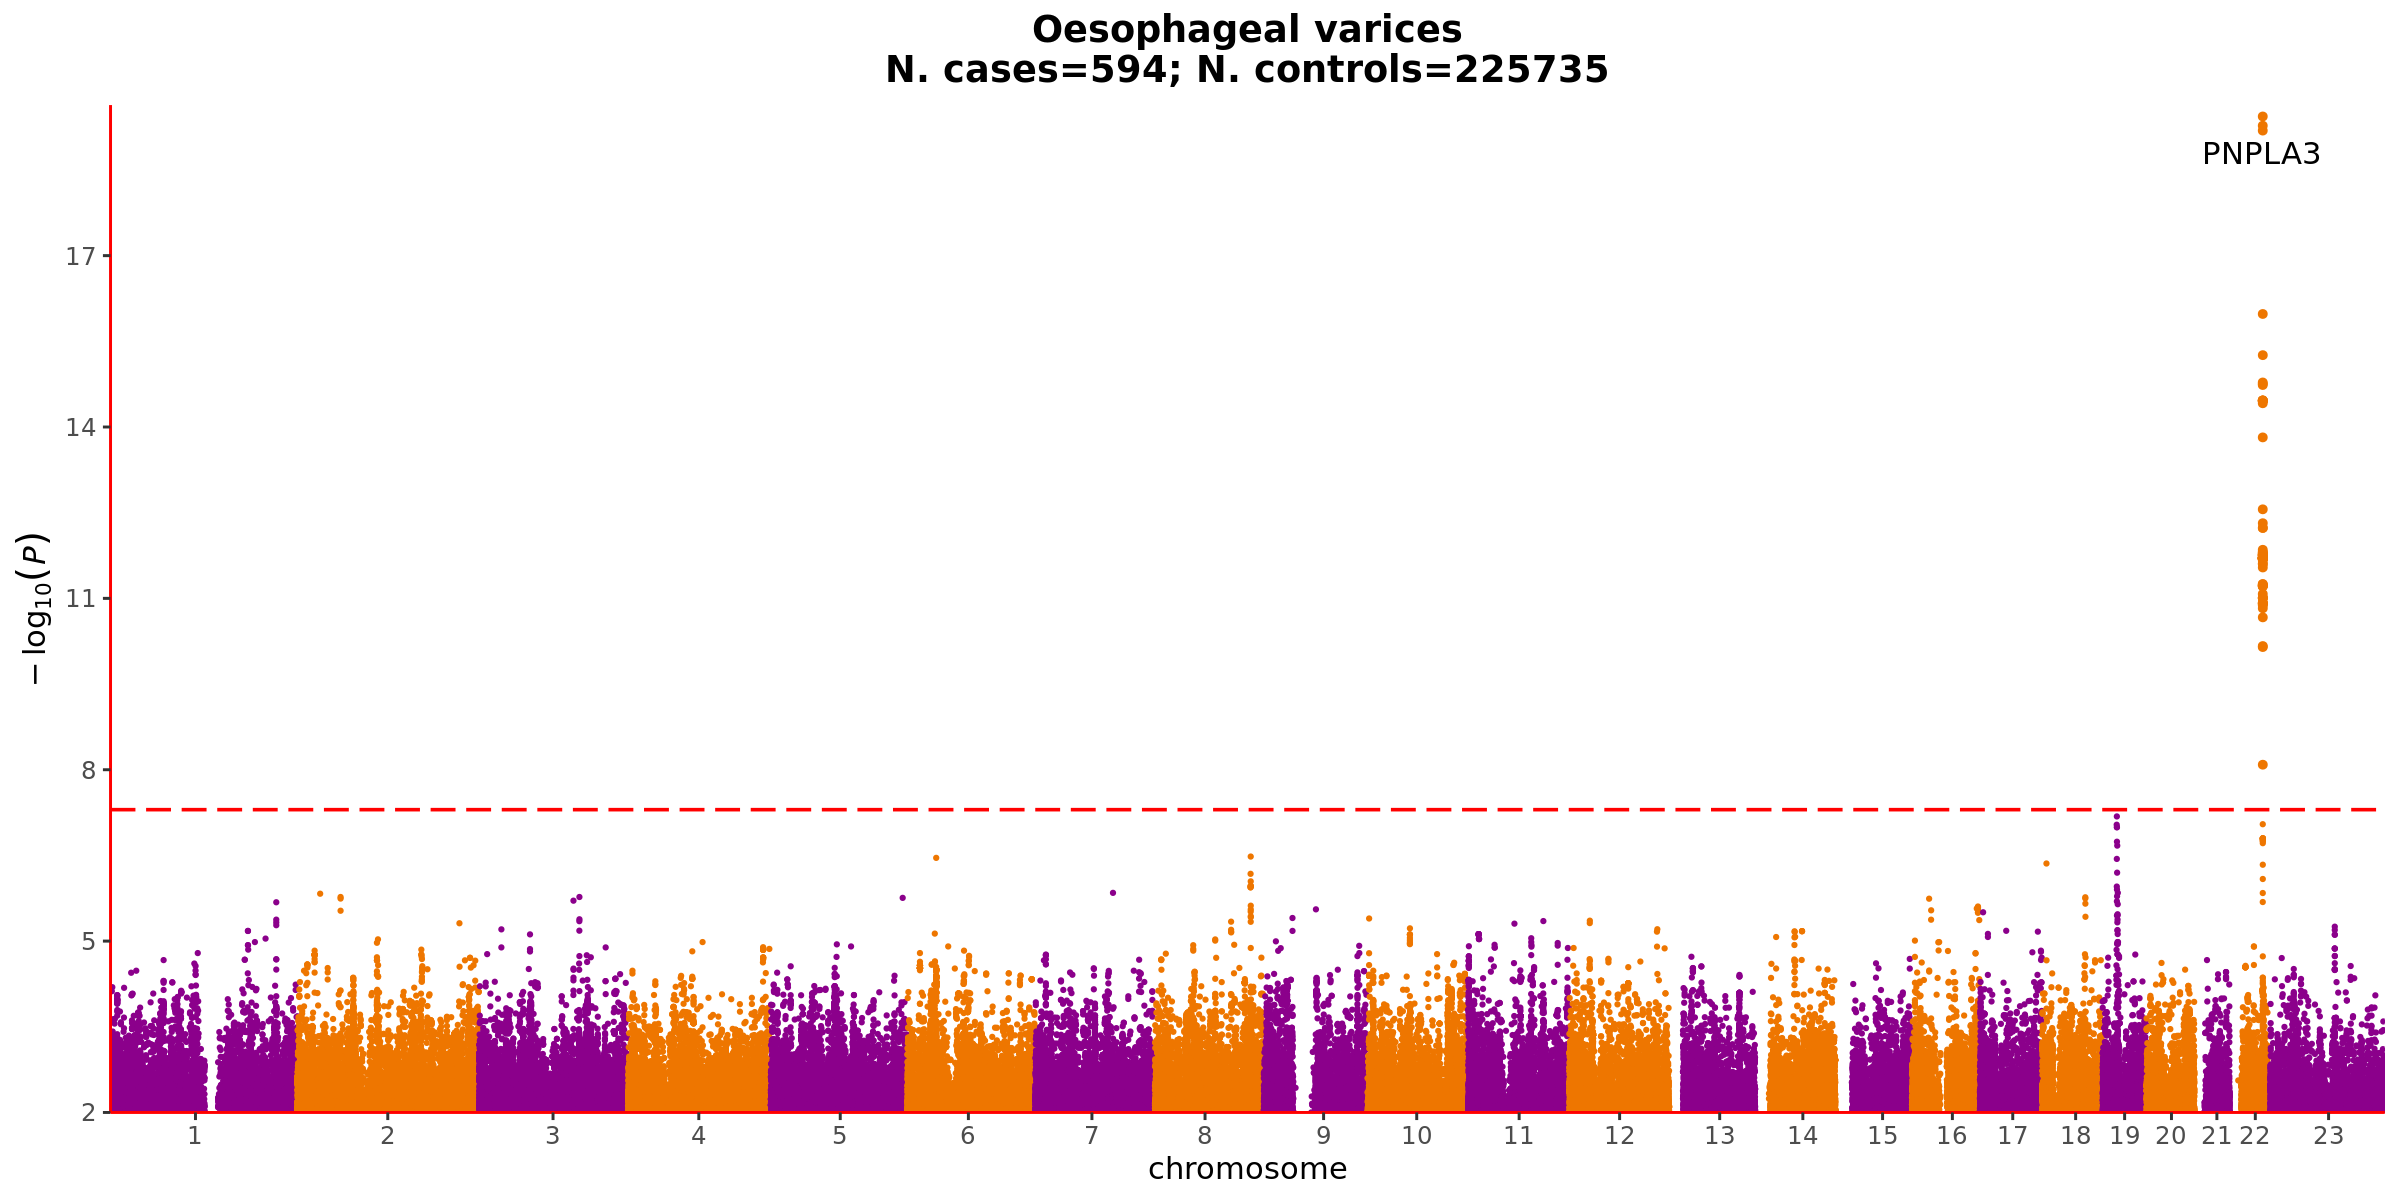 Oesophageal varices
N. cases=594; N. controls=225735
PNPLA3
17
14
11
8
5
2
−log10(P)
1 2 3 4 5 6 7 8 9 10 11 12 13 14 15 16 17 18 19 20 21 22 23
chromosome